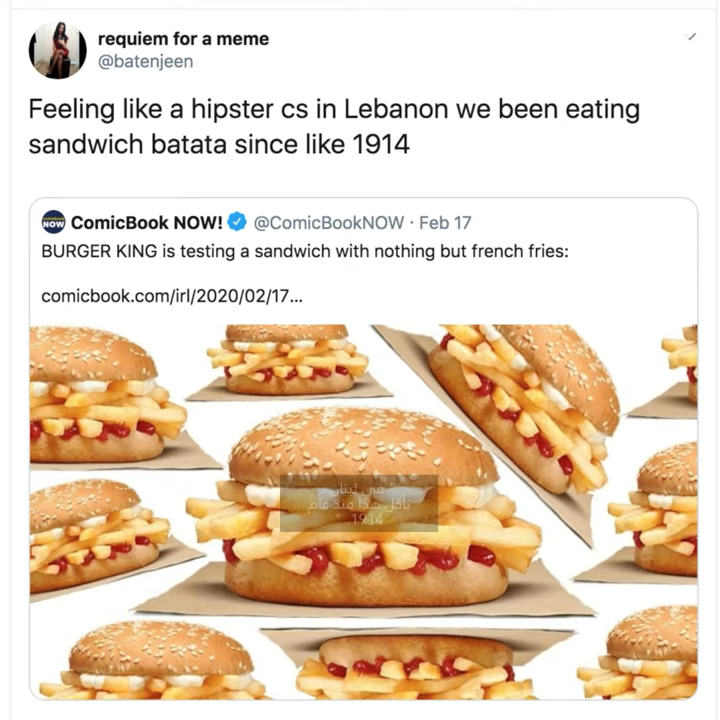 requiem for a meme
@batenjeen
Feeling like a hipster cs in Lebanon we been eating
sandwich batata since like 1914
NOW
ComicBook NOW! @ComicBookNOW · Feb 17
BURGER KING is testing a sandwich with nothing but french fries:
comicbook.com/irl/2020/02/17...
" في لبنان
نأكل هذا منذ عام
1914 "